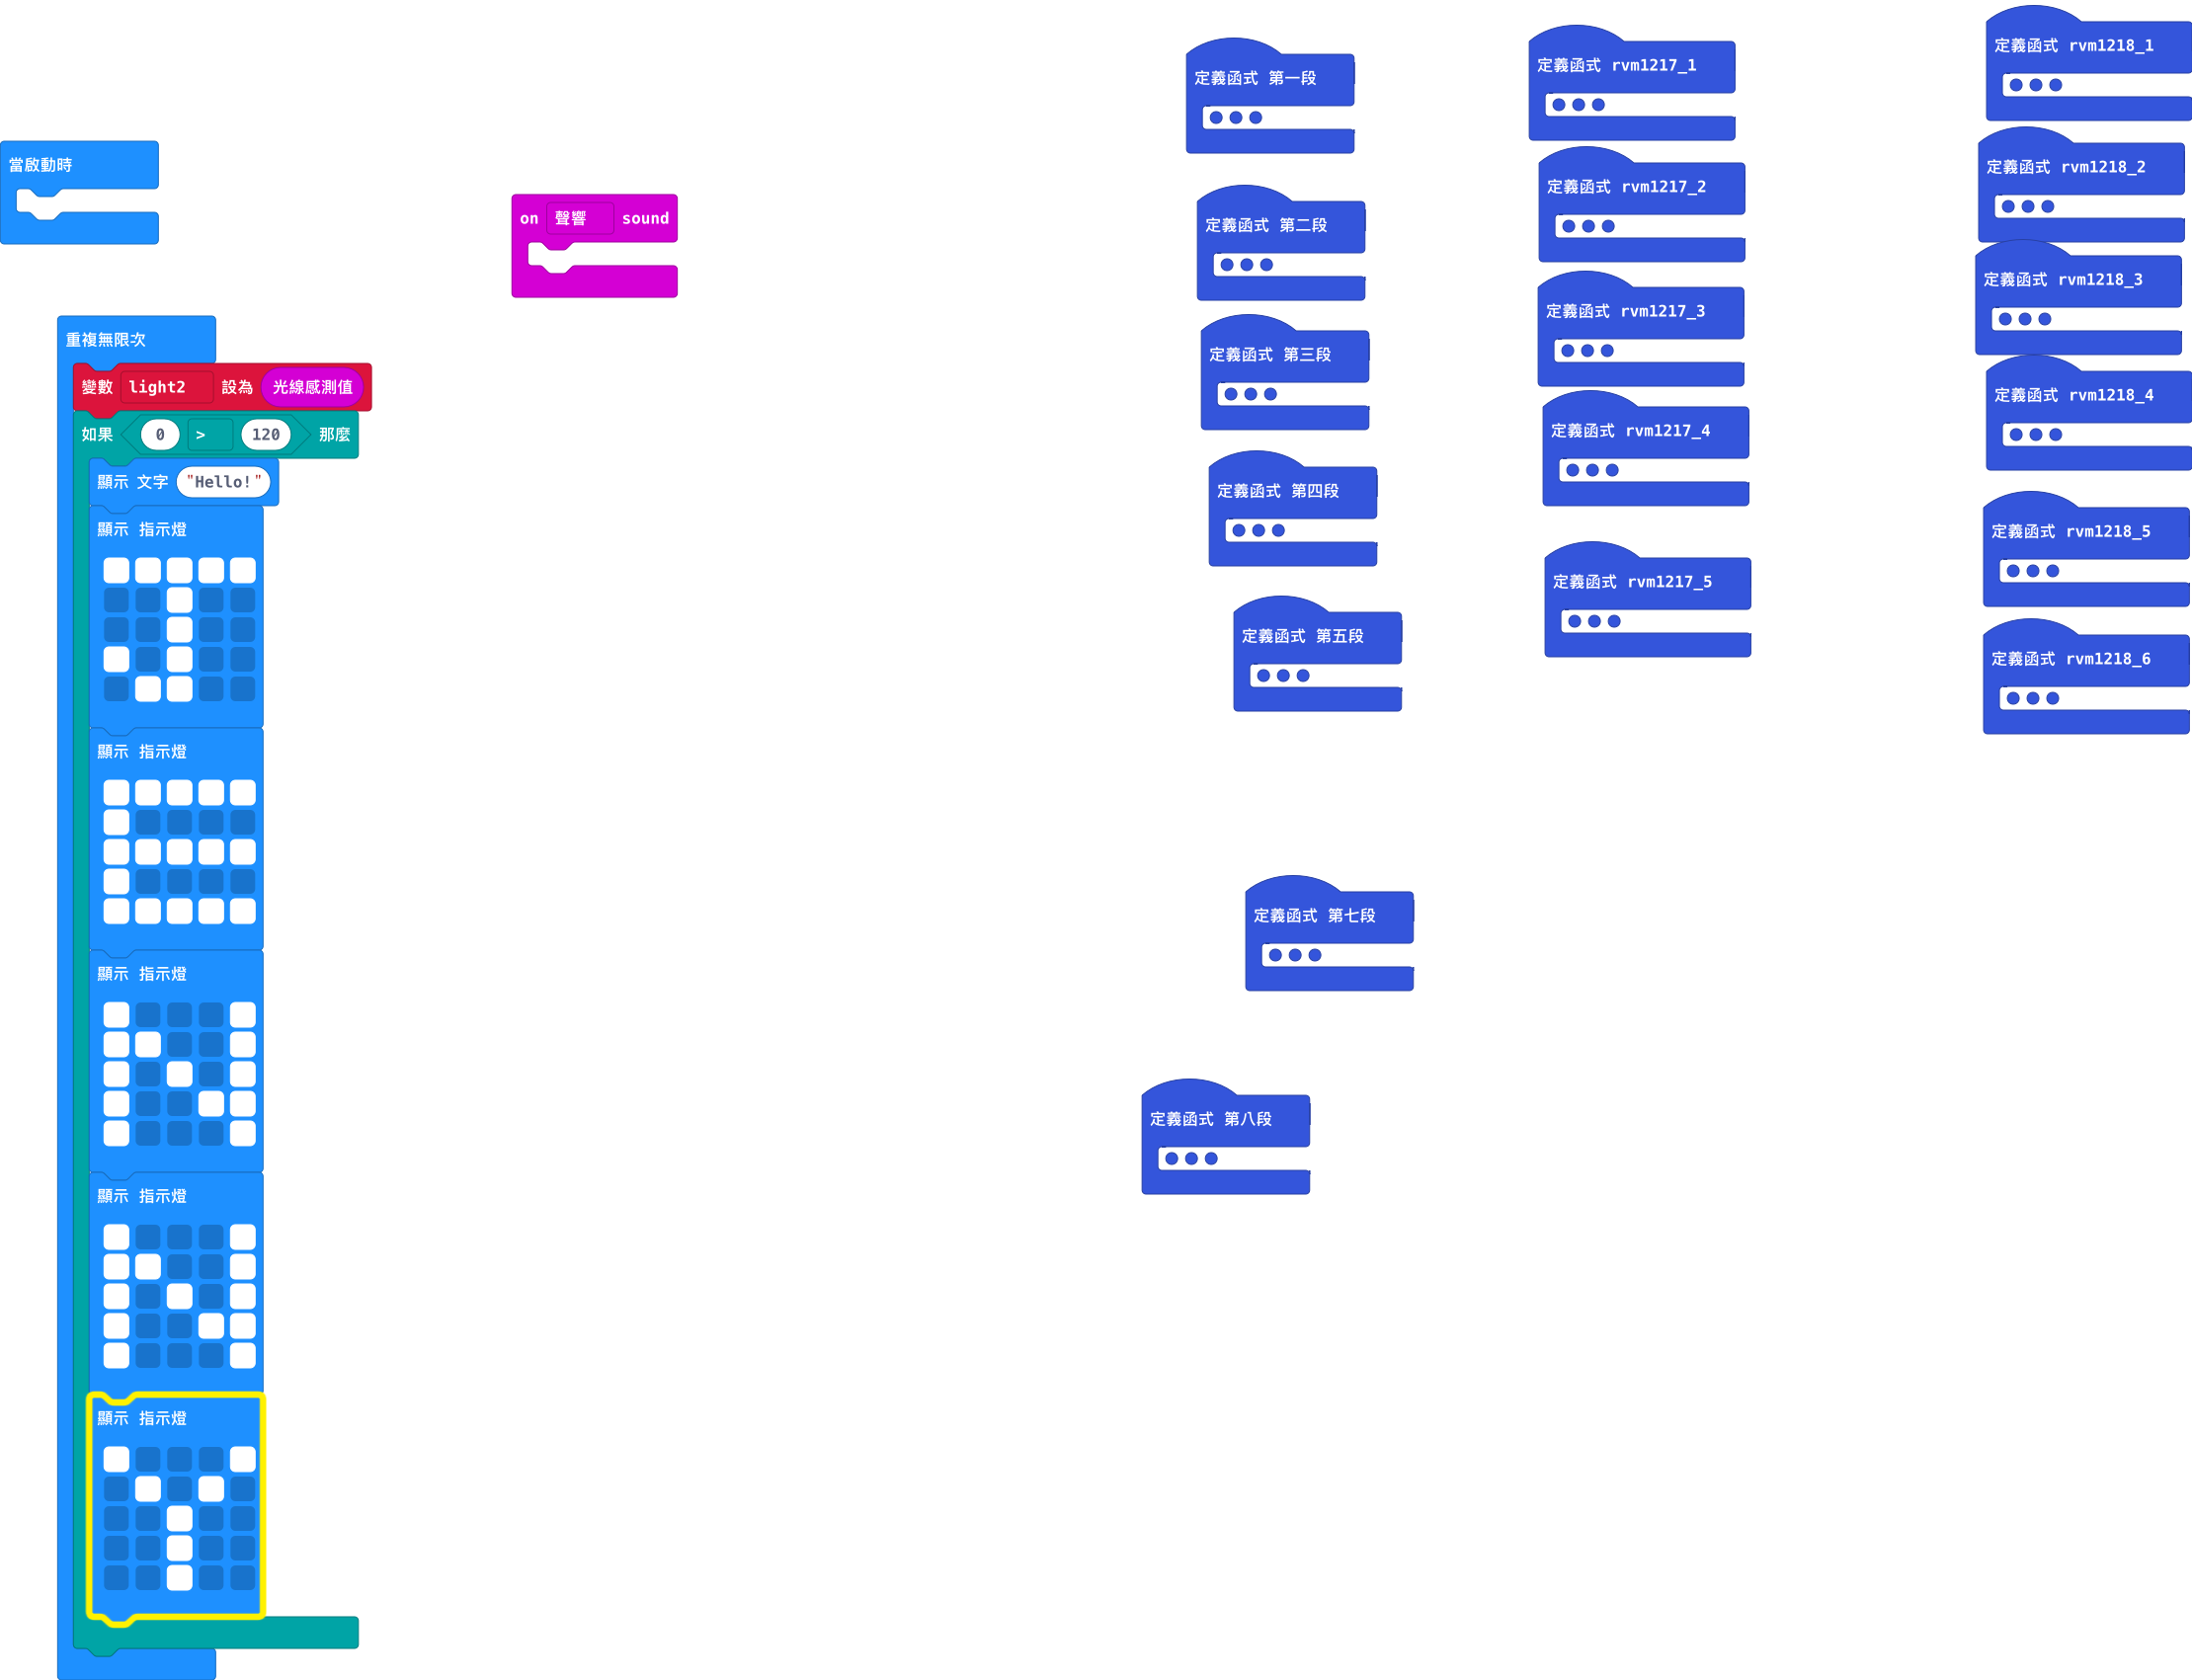 當啟動時
on 聲響 sound
重複無限次
變數 light2 設為 光線感測值
如果 0 > 120 那麼
顯示 文字 "Hello!"
顯示 指示燈
顯示 指示燈
顯示 指示燈
顯示 指示燈
顯示 指示燈
定義函式 第一段
定義函式 第二段
定義函式 第三段
定義函式 第四段
定義函式 第五段
定義函式 第七段
定義函式 第八段
定義函式 rvm1217_1
定義函式 rvm1217_2
定義函式 rvm1217_3
定義函式 rvm1217_4
定義函式 rvm1217_5
定義函式 rvm1218_1
定義函式 rvm1218_2
定義函式 rvm1218_3
定義函式 rvm1218_4
定義函式 rvm1218_5
定義函式 rvm1218_6